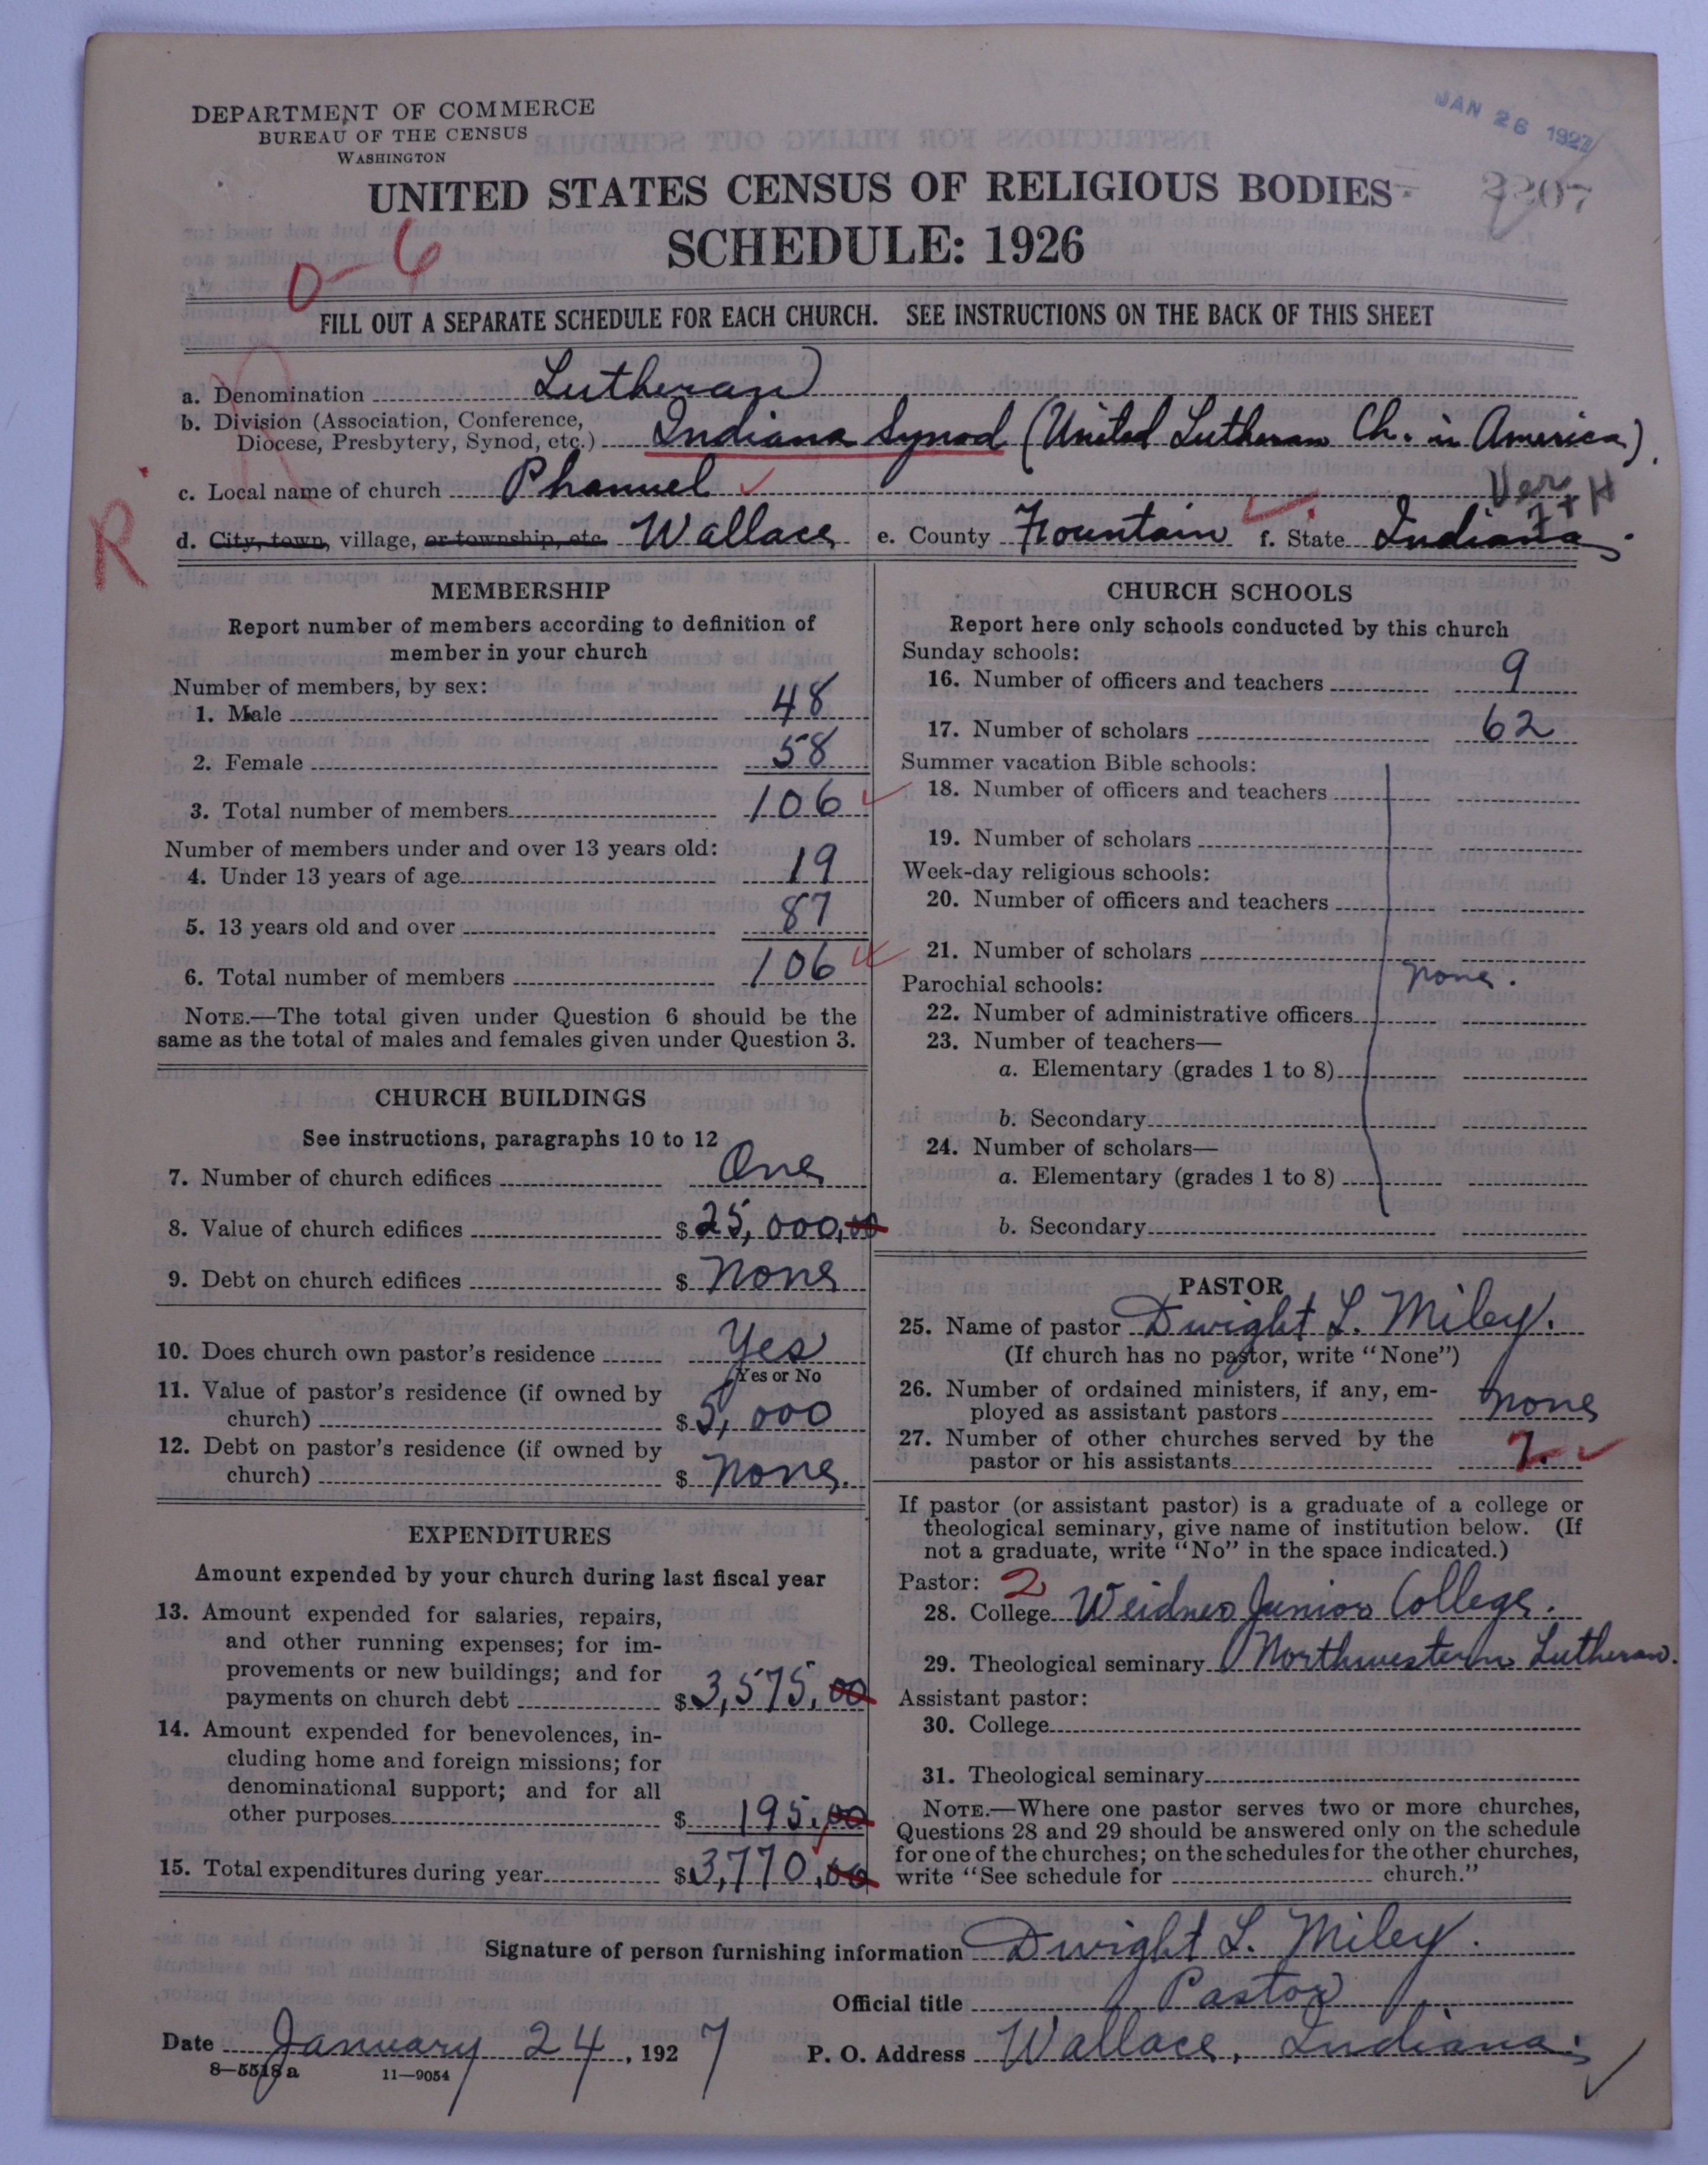 DEPARTMENT OF COMMERCE
BUREAU OF THE CENSUS
WASHINGTON
JAN 26 1927
UNITED STATES CENSUS OF RELIGIOUS BODIES
SCHEDULE: 1926
0-6
FILL OUT A SEPARATE SCHEDULE FOR EACH CHURCH. SEE INSTRUCTIONS ON THE BACK OF THIS SHEET
a. Denomination Lutheran
b. Division (Association, Conference, Diocese, Presbytery, Synod, etc.) Indiana Synod (United Lutheran Ch. in America).
c. Local name of church Phanuel
Ver
R
d. City, town, village, or township, etc. Wallace e. County Fountain f. State Indiana.
MEMBERSHIP
Report number of members according to definition of
member in your church
Number of members, by sex:
1. Male 48
2. Female 58
3. Total number of members 106
Number of members under and over 13 years old:
4. Under 13 years of age 19
5. 13 years old and over 87
6. Total number of members 106
NOTE.—The total given under Question 6 should be the
same as the total of males and females given under Question 3.
CHURCH BUILDINGS
See instructions, paragraphs 10 to 12
7. Number of church edifices One
8. Value of church edifices $ 25,000.00
9. Debt on church edifices $ None
10. Does church own pastor's residence Yes
Yes or No
11. Value of pastor's residence (if owned by
church) $ 5,000
12. Debt on pastor's residence (if owned by
church) $ None.
EXPENDITURES
Amount expended by your church during last fiscal year
13. Amount expended for salaries, repairs,
and other running expenses; for im-
provements or new buildings; and for
payments on church debt $ 3,575.00
14. Amount expended for benevolences, in-
cluding home and foreign missions; for
denominational support; and for all
other purposes $ 195.00
15. Total expenditures during year $ 3,770.00
CHURCH SCHOOLS
Report here only schools conducted by this church
Sunday schools:
16. Number of officers and teachers 9
17. Number of scholars 62
Summer vacation Bible schools:
18. Number of officers and teachers
19. Number of scholars
Week-day religious schools:
20. Number of officers and teachers
21. Number of scholars
none.
Parochial schools:
22. Number of administrative officers
23. Number of teachers—
a. Elementary (grades 1 to 8)
b. Secondary
24. Number of scholars—
a. Elementary (grades 1 to 8)
b. Secondary
PASTOR
25. Name of pastor Dwight L. Miley.
(If church has no pastor, write "None")
26. Number of ordained ministers, if any, em-
ployed as assistant pastors none
27. Number of other churches served by the
pastor or his assistants
If pastor (or assistant pastor) is a graduate of a college or
theological seminary, give name of institution below. (If
not a graduate, write "No" in the space indicated.)
Pastor: 2
28. College Weidner Junior College.
29. Theological seminary Northwestern Lutheran.
Assistant pastor:
30. College
31. Theological seminary
NOTE.—Where one pastor serves two or more churches,
Questions 28 and 29 should be answered only on the schedule
for one of the churches; on the schedules for the other churches,
write "See schedule for church."
Signature of person furnishing information Dwight L. Miley.
Official title Pastor
Date January 24, 1927 P. O. Address Wallace, Indiana.
8—5518a 11—9054